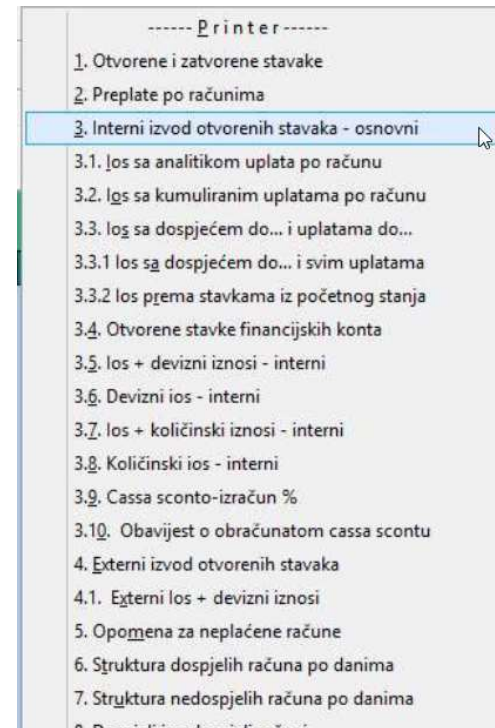 ------ P r i n t e r ------
1. Otvorene i zatvorene stavake
2. Preplate po računima
3. Interni izvod otvorenih stavaka - osnovni
3.1. Ios sa analitikom uplata po računu
3.2. Ios sa kumuliranim uplatama po računu
3.3. Ios sa dospjećem do... i uplatama do...
3.3.1 Ios sa dospjećem do... i svim uplatama
3.3.2 Ios prema stavkama iz početnog stanja
3.4. Otvorene stavke financijskih konta
3.5. Ios + devizni iznosi - interni
3.6. Devizni ios - interni
3.7. Ios + količinski iznosi - interni
3.8. Količinski ios - interni
3.9. Cassa sconto-izračun %
3.10.  Obavijest o obračunatom cassa scontu
4. Externi izvod otvorenih stavaka
4.1.  Externi Ios + devizni iznosi
5. Opomena za neplaćene račune
6. Struktura dospjelih računa po danima
7. Struktura nedospjelih računa po danima